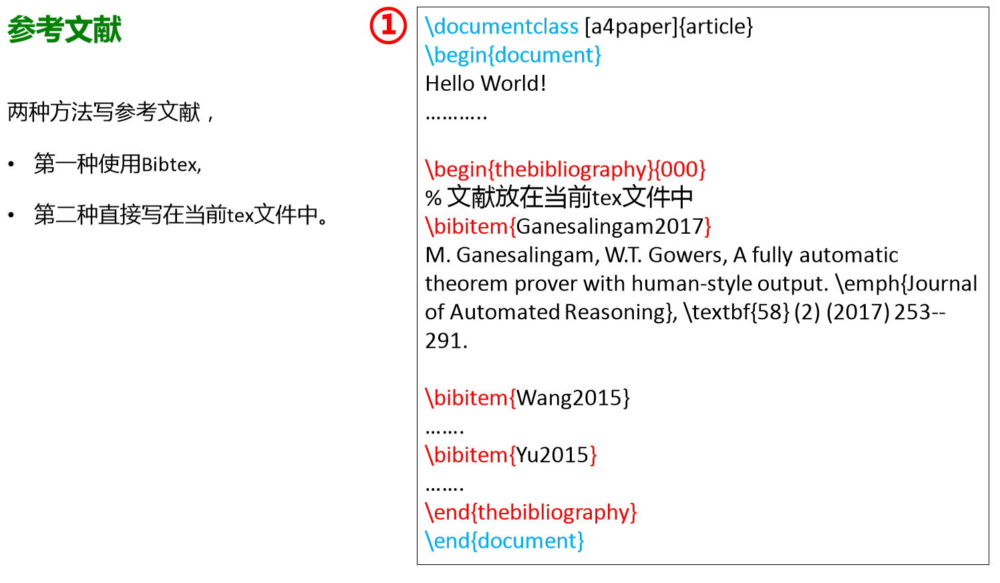 参考文献
两种方法写参考文献，
• 第一种使用Bibtex,
• 第二种直接写在当前tex文件中。
①
\documentclass [a4paper]{article}
\begin{document}
Hello World!
………..
\begin{thebibliography}{000}
% 文献放在当前tex文件中
\bibitem{Ganesalingam2017}
M. Ganesalingam, W.T. Gowers, A fully automatic
theorem prover with human-style output. \emph{Journal
of Automated Reasoning}, \textbf{58} (2) (2017) 253--
291.
\bibitem{Wang2015}
…….
\bibitem{Yu2015}
…….
\end{thebibliography}
\end{document}